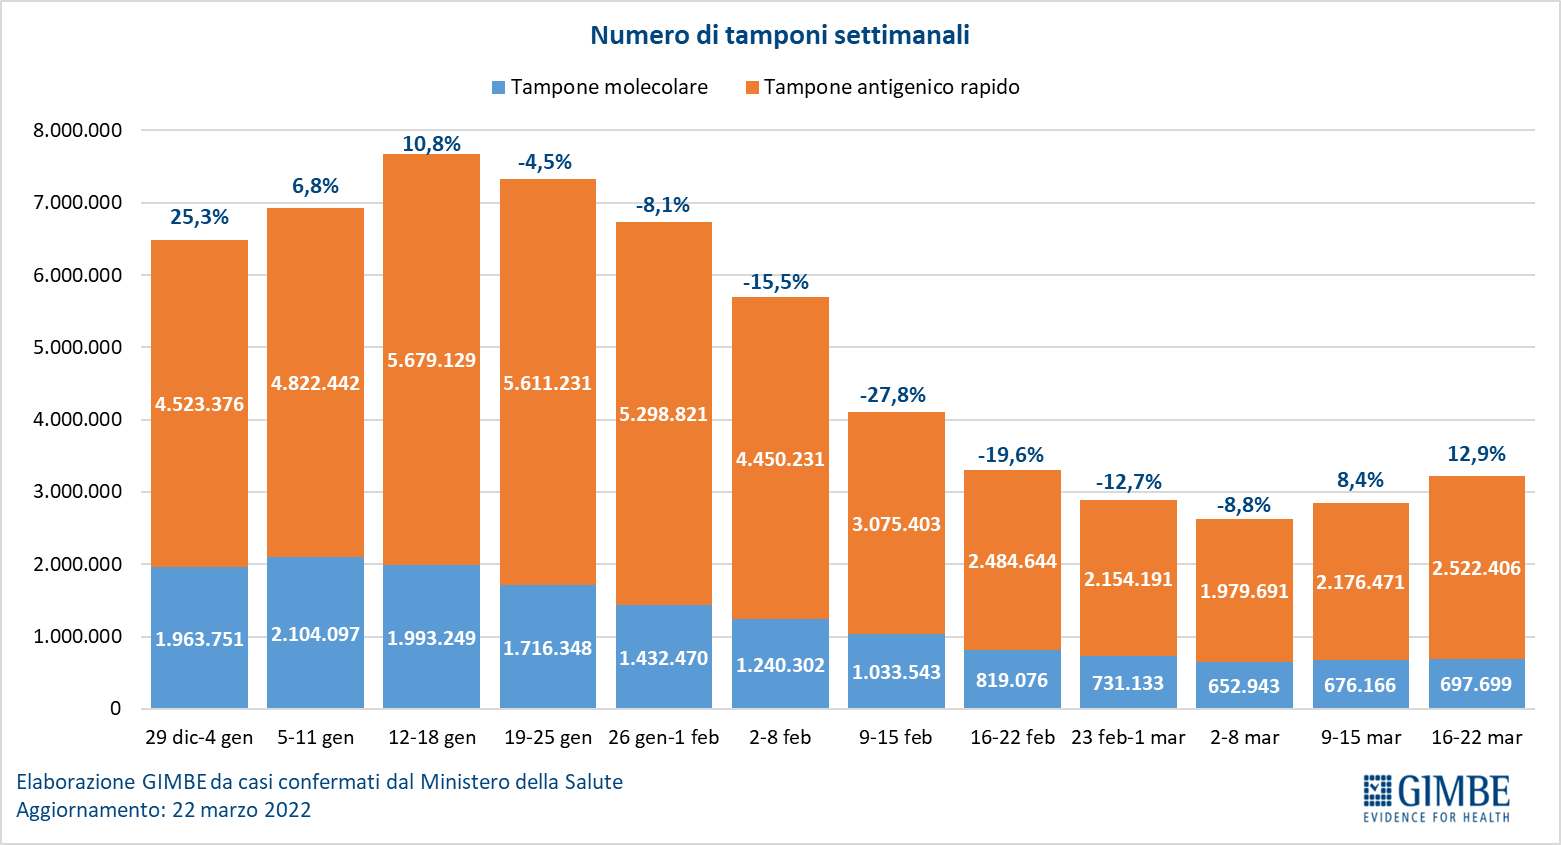 Numero di tamponi settimanali
Tampone molecolare Tampone antigenico rapido
8.000.000
7.000.000
6.000.000
5.000.000
4.000.000
3.000.000
2.000.000
1.000.000
0
25,3% 6,8% 10,8% -4,5% -8,1% -15,5% -27,8% -19,6% -12,7% -8,8% 8,4% 12,9%
4.523.376 4.822.442 5.679.129 5.611.231 5.298.821 4.450.231 3.075.403 2.484.644 2.154.191 1.979.691 2.176.471 2.522.406
1.963.751 2.104.097 1.993.249 1.716.348 1.432.470 1.240.302 1.033.543 819.076 731.133 652.943 676.166 697.699
29 dic-4 gen 5-11 gen 12-18 gen 19-25 gen 26 gen-1 feb 2-8 feb 9-15 feb 16-22 feb 23 feb-1 mar 2-8 mar 9-15 mar 16-22 mar
Elaborazione GIMBE da casi confermati dal Ministero della Salute
Aggiornamento: 22 marzo 2022
GIMBE
EVIDENCE FOR HEALTH